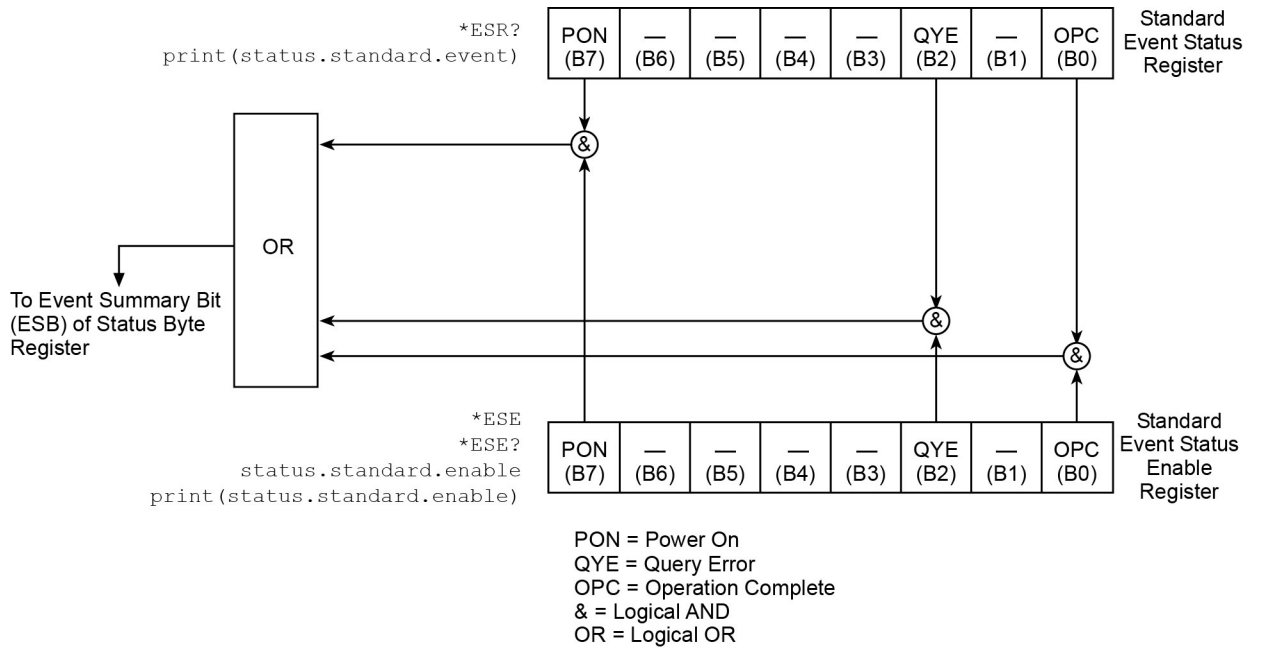 *ESR?
print(status.standard.event)
PON
(B7)
—
(B6)
—
(B5)
—
(B4)
—
(B3)
QYE
(B2)
—
(B1)
OPC
(B0)
Standard
Event Status
Register
&
OR
To Event Summary Bit
(ESB) of Status Byte
Register
&
&
*ESE
*ESE?
status.standard.enable
print(status.standard.enable)
PON
(B7)
—
(B6)
—
(B5)
—
(B4)
—
(B3)
QYE
(B2)
—
(B1)
OPC
(B0)
Standard
Event Status
Enable
Register
PON = Power On
QYE = Query Error
OPC = Operation Complete
& = Logical AND
OR = Logical OR